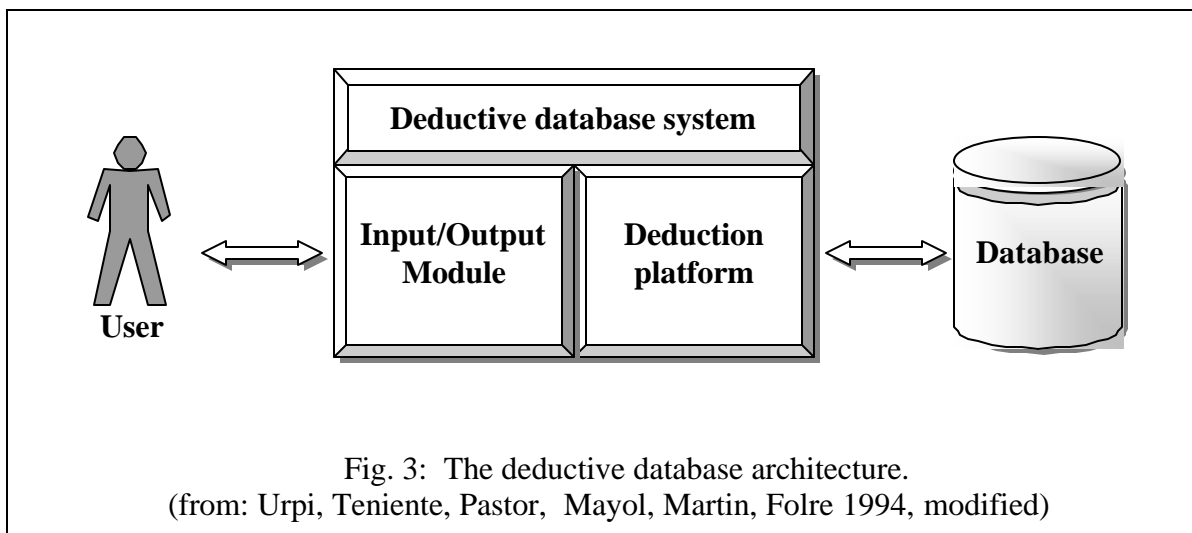 Deductive database system
Input/Output
Module
Deduction
platform
Database
User
Fig. 3:  The deductive database architecture.
(from: Urpi, Teniente, Pastor,  Mayol, Martin, Folre 1994, modified)